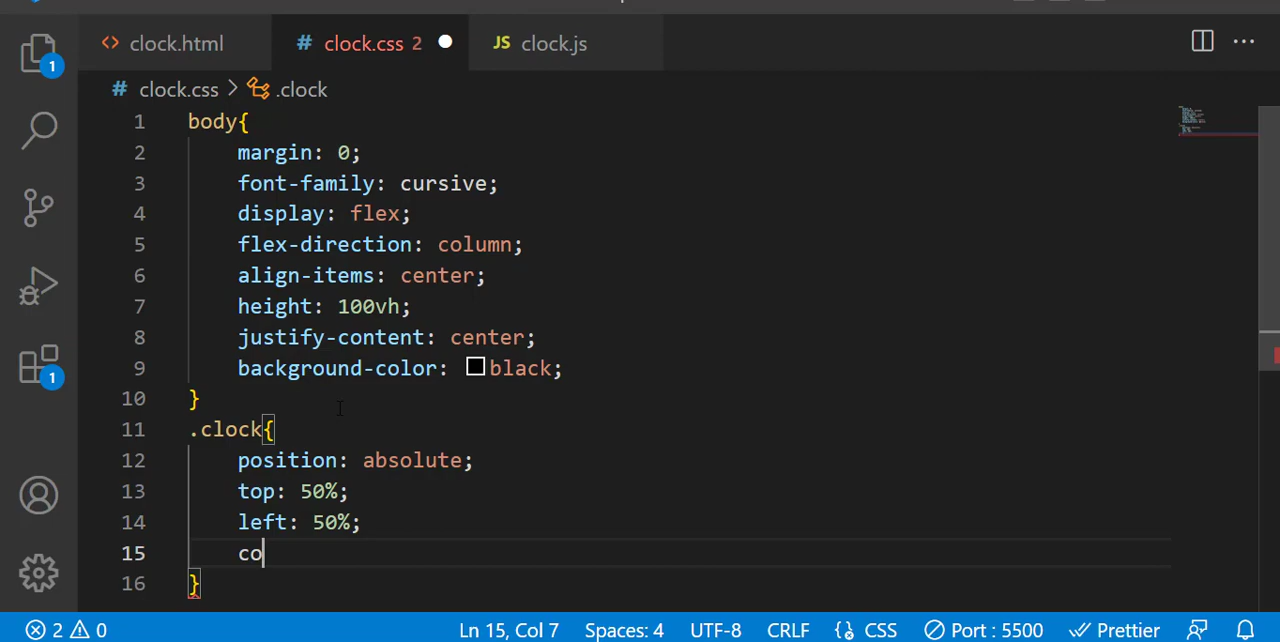 1
<> clock.html
# clock.css 2
JS clock.js
# clock.css > .clock
1 body{
2 margin: 0;
3 font-family: cursive;
4 display: flex;
5 flex-direction: column;
6 align-items: center;
7 height: 100vh;
8 justify-content: center;
9 background-color: black;
10 }
11 .clock{
12 position: absolute;
13 top: 50%;
14 left: 50%;
15 co
16 }
1
2 0 Ln 15, Col 7 Spaces: 4 UTF-8 CRLF {} CSS Port : 5500 Prettier